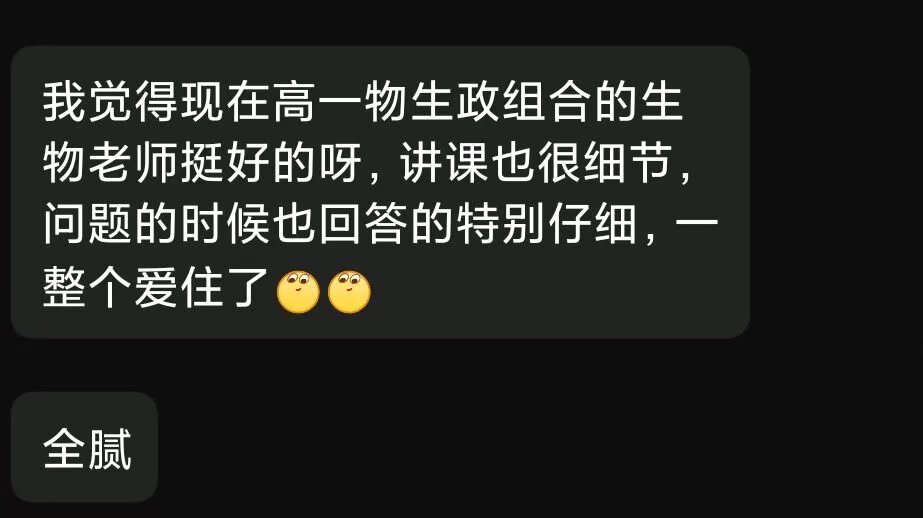 我觉得现在高一物生政组合的生
物老师挺好的呀，讲课也很细节，
问题的时候也回答的特别仔细，一
整个爱住了🙄🙄
全腻